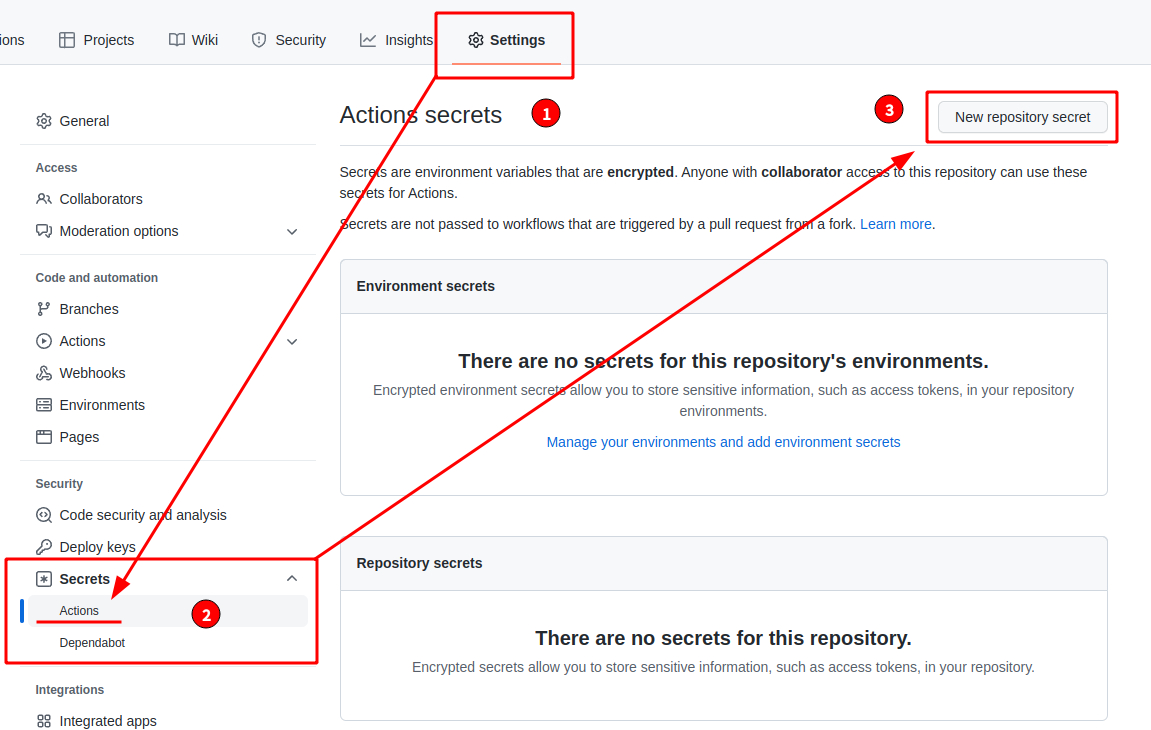 ions Projects Wiki Security Insights Settings
General
Access
Collaborators
Moderation options
Code and automation
Branches
Actions
Webhooks
Environments
Pages
Security
Code security and analysis
Deploy keys
Secrets
Actions
2
Dependabot
Integrations
Integrated apps
Actions secrets
1
3
New repository secret
Secrets are environment variables that are encrypted. Anyone with collaborator access to this repository can use these
secrets for Actions.
Secrets are not passed to workflows that are triggered by a pull request from a fork. Learn more.
Environment secrets
There are no secrets for this repository's environments.
Encrypted environment secrets allow you to store sensitive information, such as access tokens, in your repository
environments.
Manage your environments and add environment secrets
Repository secrets
There are no secrets for this repository.
Encrypted secrets allow you to store sensitive information, such as access tokens, in your repository.